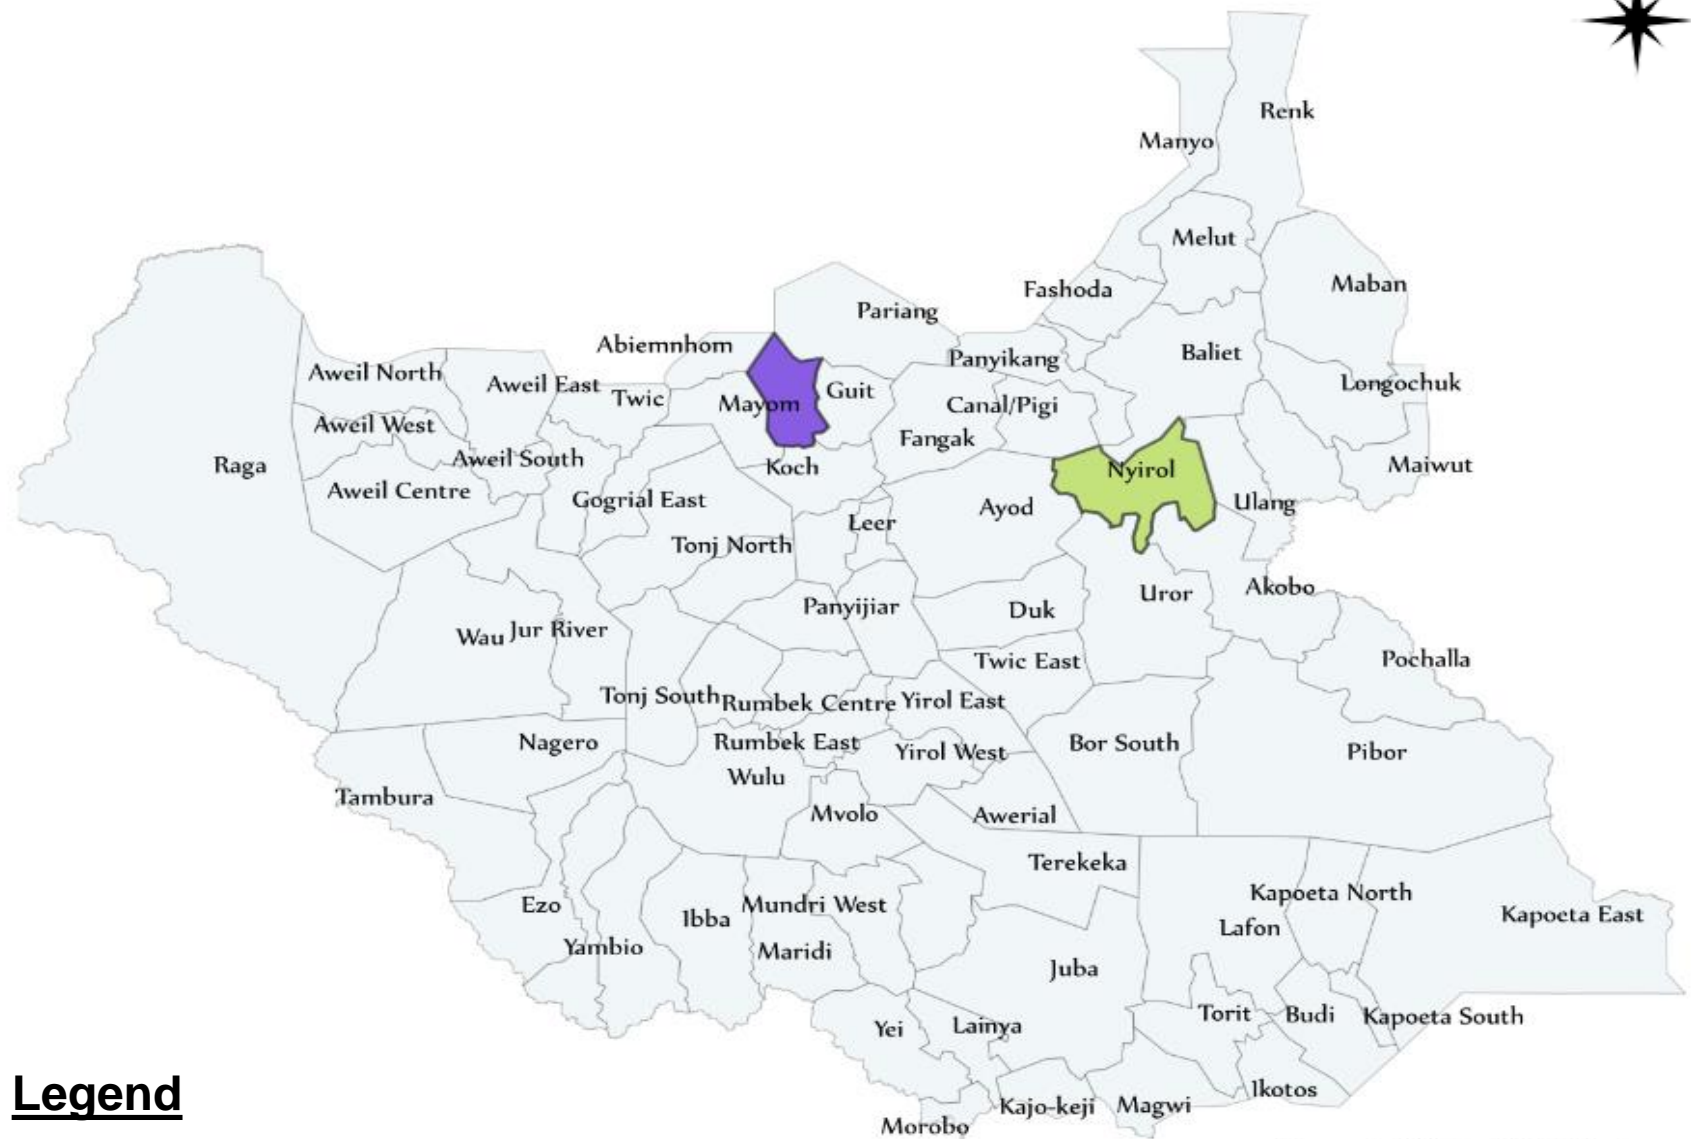 Renk
Manyo
Melut
Maban
Fashoda
Pariang
Abiemnhom
Panyikang
Baliet
Aweil North
Aweil East
Twic
Guit
Longochuk
Mayom
Canal/Pigi
Aweil West
Fangak
Raga
Aweil South
Koch
Nyirol
Maiwut
Aweil Centre
Gogrial East
Ayod
Ulang
Leer
Tonj North
Akobo
Uror
Panyijiar
Duk
Wau
Jur River
Twic East
Pochalla
Tonj South
Rumbek Centre
Yirol East
Nagero
Rumbek East
Yirol West
Bor South
Pibor
Wulu
Tambura
Mvolo
Awerial
Terekeka
Kapoeta North
Ezo
Ibba
Mundri West
Kapoeta East
Lafon
Yambio
Maridi
Juba
Yei
Lainya
Torit
Budi
Kapoeta South
Legend
Ikotos
Kajo-keji
Magwi
Morobo